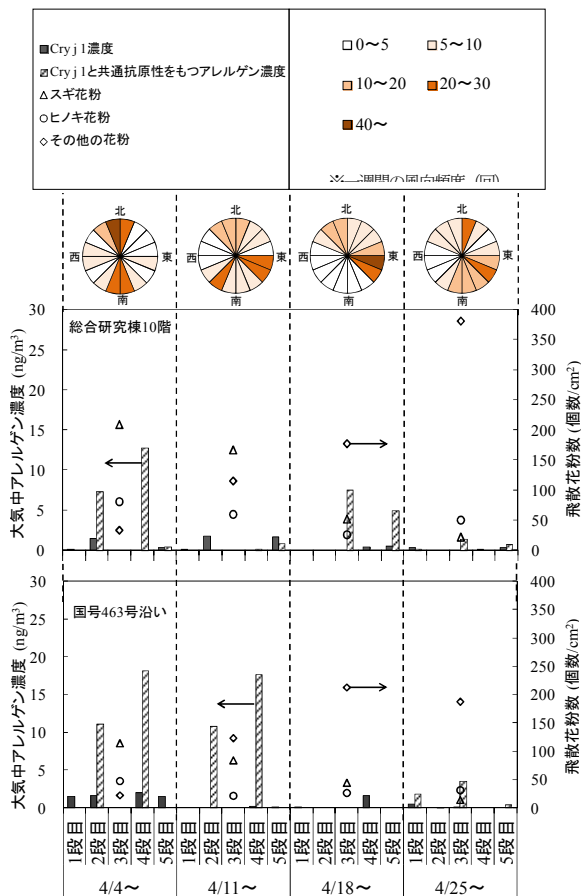 Cry j 1濃度
Cry j 1と共通抗原性をもつアレルゲン濃度
スギ花粉
ヒノキ花粉
その他の花粉
0～5
5～10
10～20
20～30
40～
※一週間の風向頻度 (回)
北
西
東
南
北
西
東
南
北
西
東
南
北
西
東
南
大気中アレルゲン濃度 (ng/m³)
30
25
20
15
10
5
0
総合研究棟10階
400
350
300
250
200
150
100
50
0
飛散花粉数 (個数/cm²)
大気中アレルゲン濃度 (ng/m³)
30
25
20
15
10
5
0
国号463号沿い
400
350
300
250
200
150
100
50
0
飛散花粉数 (個数/cm²)
1段目
2段目
3段目
4段目
5段目
1段目
2段目
3段目
4段目
5段目
1段目
2段目
3段目
4段目
5段目
1段目
2段目
3段目
4段目
5段目
4/4～
4/11～
4/18～
4/25～